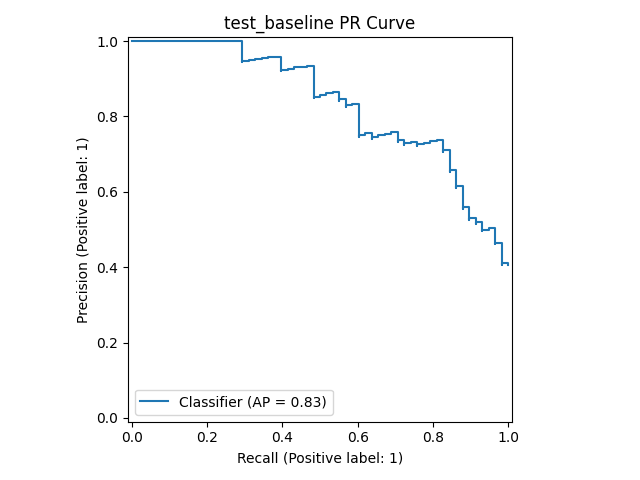 test_baseline PR Curve
1.0
0.8
0.6
0.4
0.2
0.0
Precision (Positive label: 1)
Classifier (AP = 0.83)
0.0 0.2 0.4 0.6 0.8 1.0
Recall (Positive label: 1)